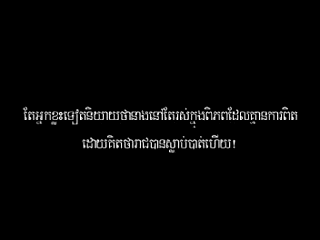 តែអ្នកខ្លះទៀតនិយាយថានាងនៅតែរស់ក្នុងពិភពដែលគ្មានការពិត
ដោយគិតថារាជបានស្លាប់បាត់ហើយ!